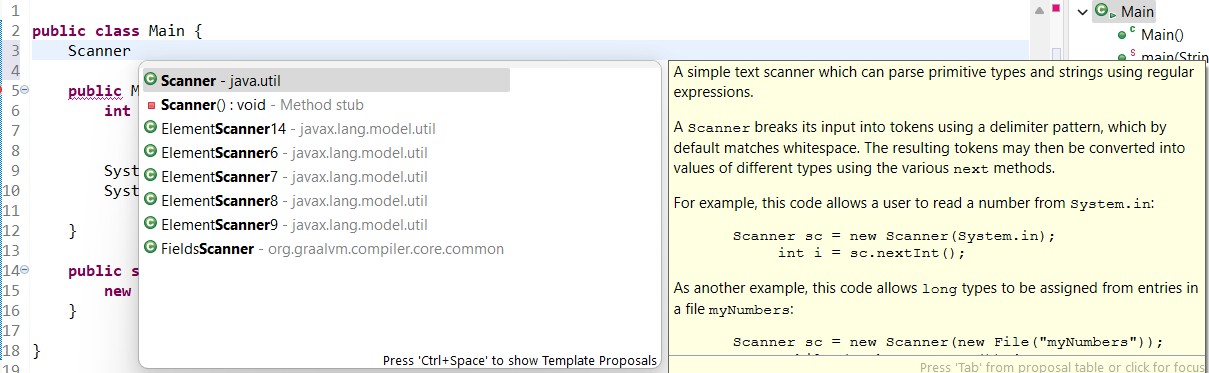 1
2 public class Main {
3 Scanner
4
5 public M
6 int
7
8
9 Syst
10 Syst
11
12 }
13
14 public s
15 new
16 }
17
18 }
19
Scanner - java.util
Scanner() : void - Method stub
ElementScanner14 - javax.lang.model.util
ElementScanner6 - javax.lang.model.util
ElementScanner7 - javax.lang.model.util
ElementScanner8 - javax.lang.model.util
ElementScanner9 - javax.lang.model.util
FieldsScanner - org.graalvm.compiler.core.common
Press 'Ctrl+Space' to show Template Proposals
A simple text scanner which can parse primitive types and strings using regular
expressions.
A Scanner breaks its input into tokens using a delimiter pattern, which by
default matches whitespace. The resulting tokens may then be converted into
values of different types using the various next methods.
For example, this code allows a user to read a number from System.in:
Scanner sc = new Scanner(System.in);
int i = sc.nextInt();
As another example, this code allows long types to be assigned from entries in
a file myNumbers:
Scanner sc = new Scanner(new File("myNumbers"));
Press 'Tab' from proposal table or click for focus
Main
Main()
main(Strin